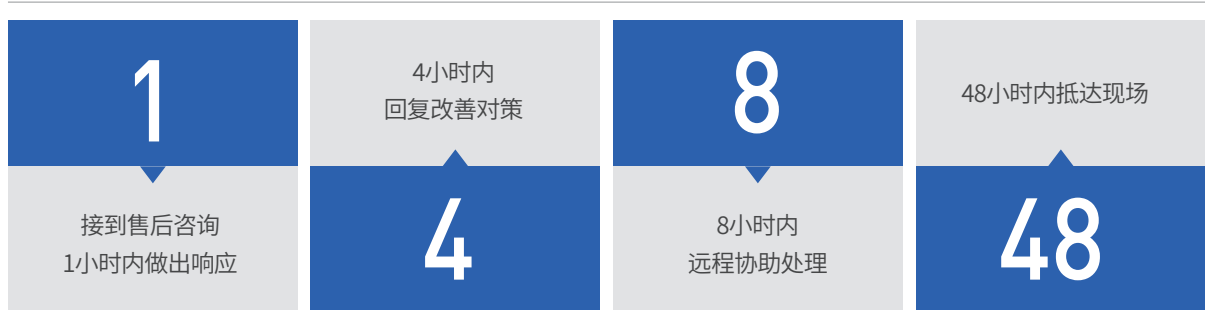 1
接到售后咨询
1小时内做出响应
4小时内
回复改善对策
4
8
8小时内
远程协助处理
48小时内抵达现场
48